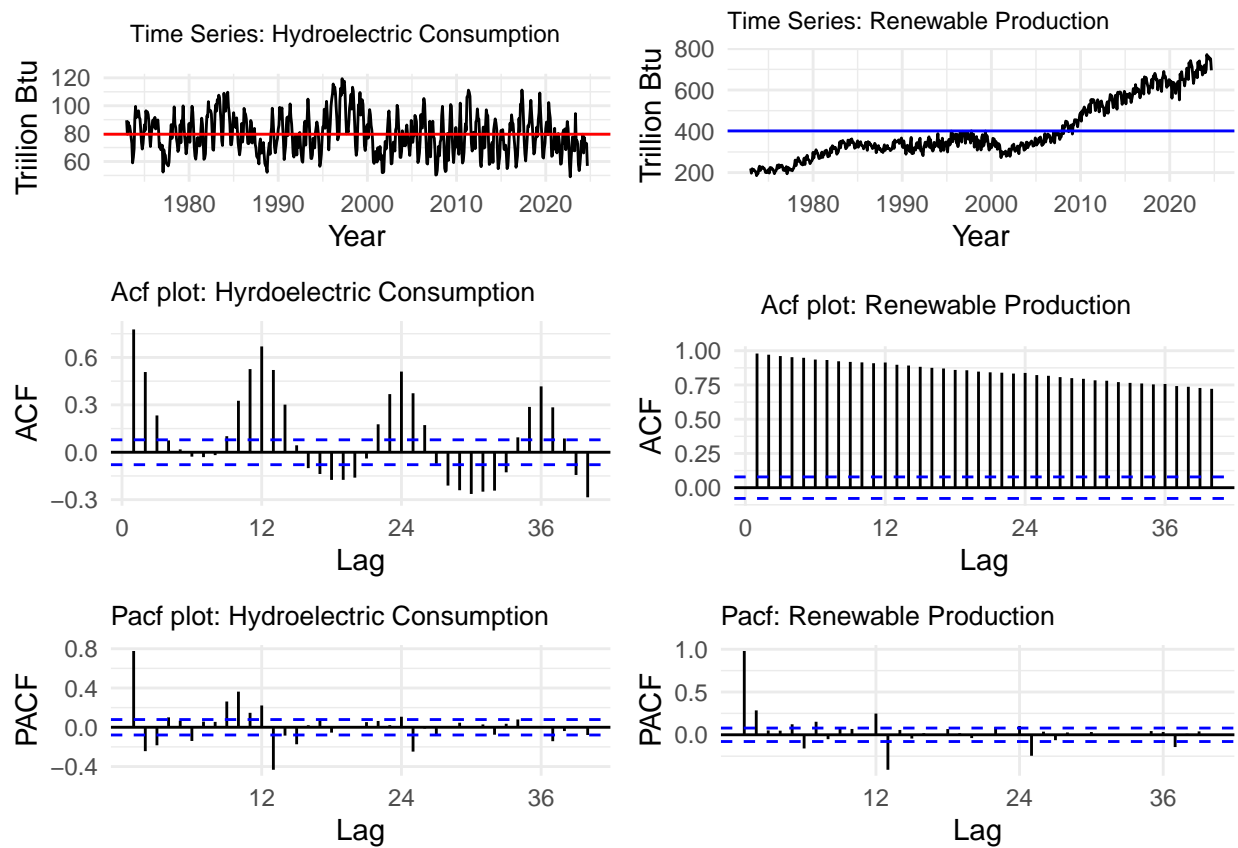 Time Series: Hydroelectric Consumption
Trillion Btu
120
100
80
60
1980 1990 2000 2010 2020
Year
Time Series: Renewable Production
Trillion Btu
800
600
400
200
1980 1990 2000 2010 2020
Year
Acf plot: Hyrdoelectric Consumption
ACF
0.6
0.3
0.0
−0.3
0 12 24 36
Lag
Acf plot: Renewable Production
ACF
1.00
0.75
0.50
0.25
0.00
0 12 24 36
Lag
Pacf plot: Hydroelectric Consumption
PACF
0.8
0.4
0.0
−0.4
12 24 36
Lag
Pacf: Renewable Production
PACF
1.0
0.5
0.0
12 24 36
Lag